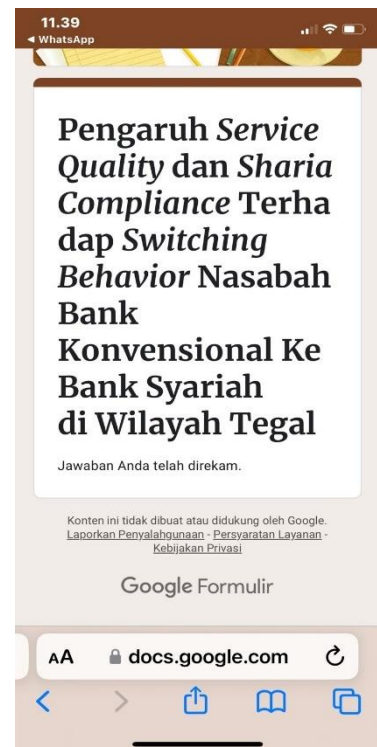 11.39
◀ WhatsApp
Pengaruh Service
Quality dan Sharia
Compliance Terha
dap Switching
Behavior Nasabah
Bank
Konvensional Ke
Bank Syariah
di Wilayah Tegal
Jawaban Anda telah direkam.
Konten ini tidak dibuat atau didukung oleh Google.
Laporkan Penyalahgunaan - Persyaratan Layanan -
Kebijakan Privasi
Google Formulir
AA docs.google.com